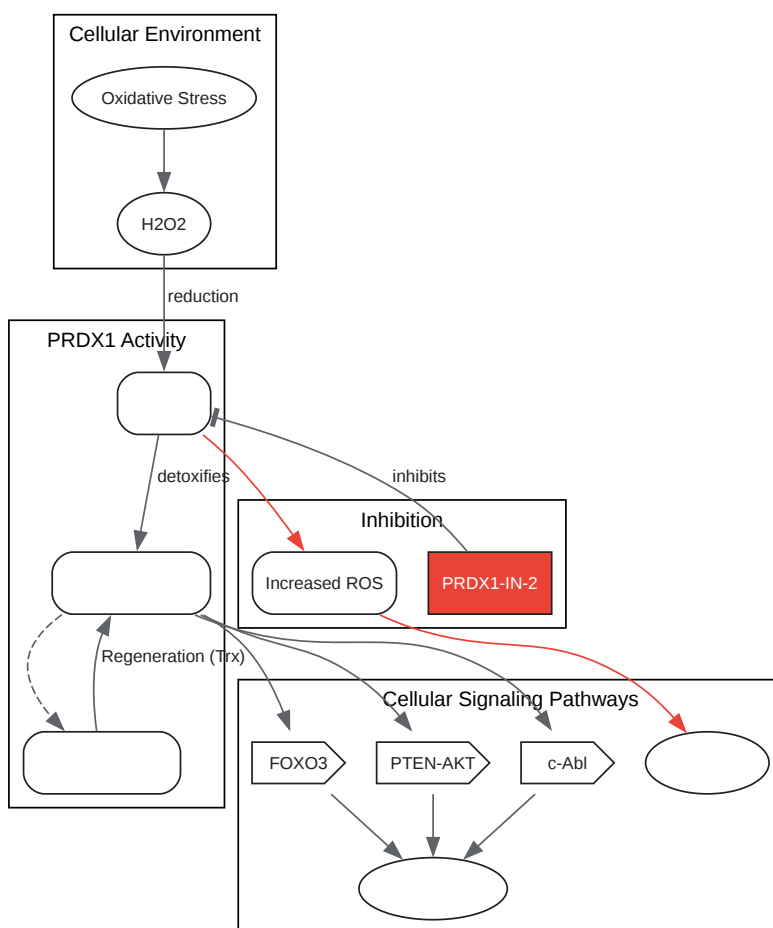 Cellular Environment
Oxidative Stress
H2O2
reduction
PRDX1 Activity
detoxifies
inhibits
Inhibition
Increased ROS
PRDX1-IN-2
Regeneration (Trx)
Cellular Signaling Pathways
FOXO3
PTEN-AKT
c-Abl